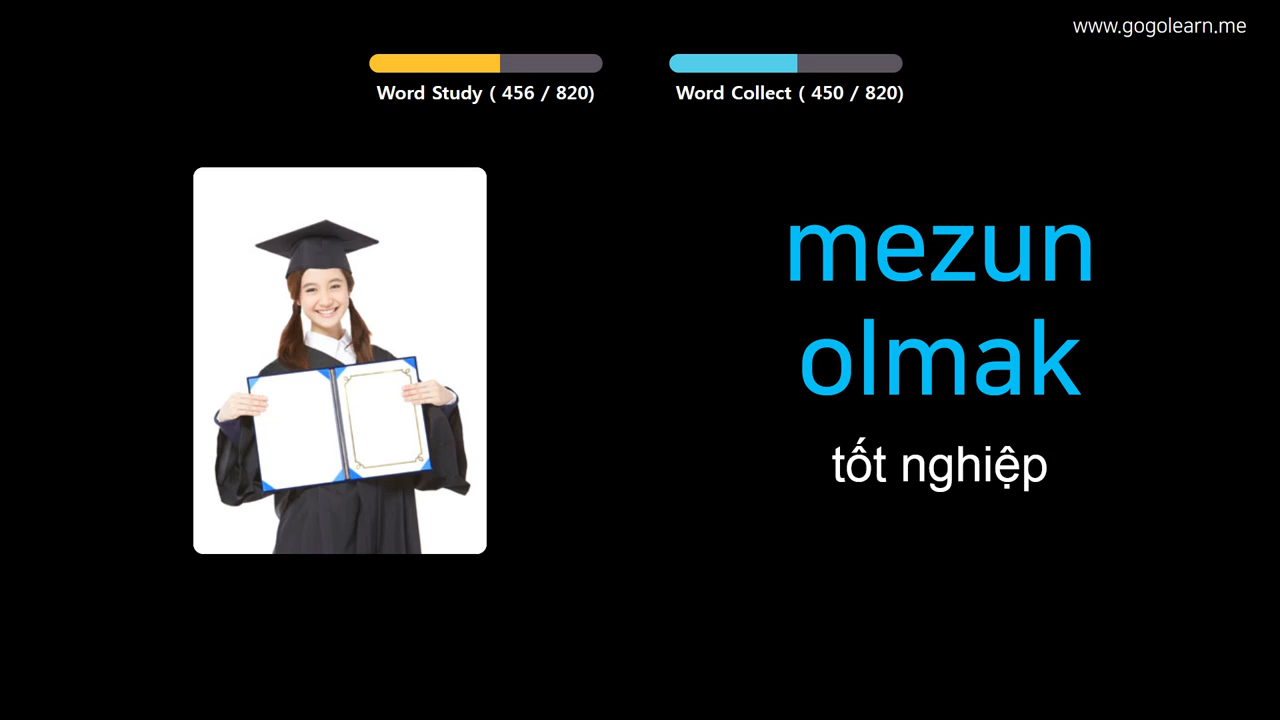 www.gogolearn.me
Word Study ( 456 / 820)
Word Collect ( 450 / 820)
mezun
olmak
tốt nghiệp